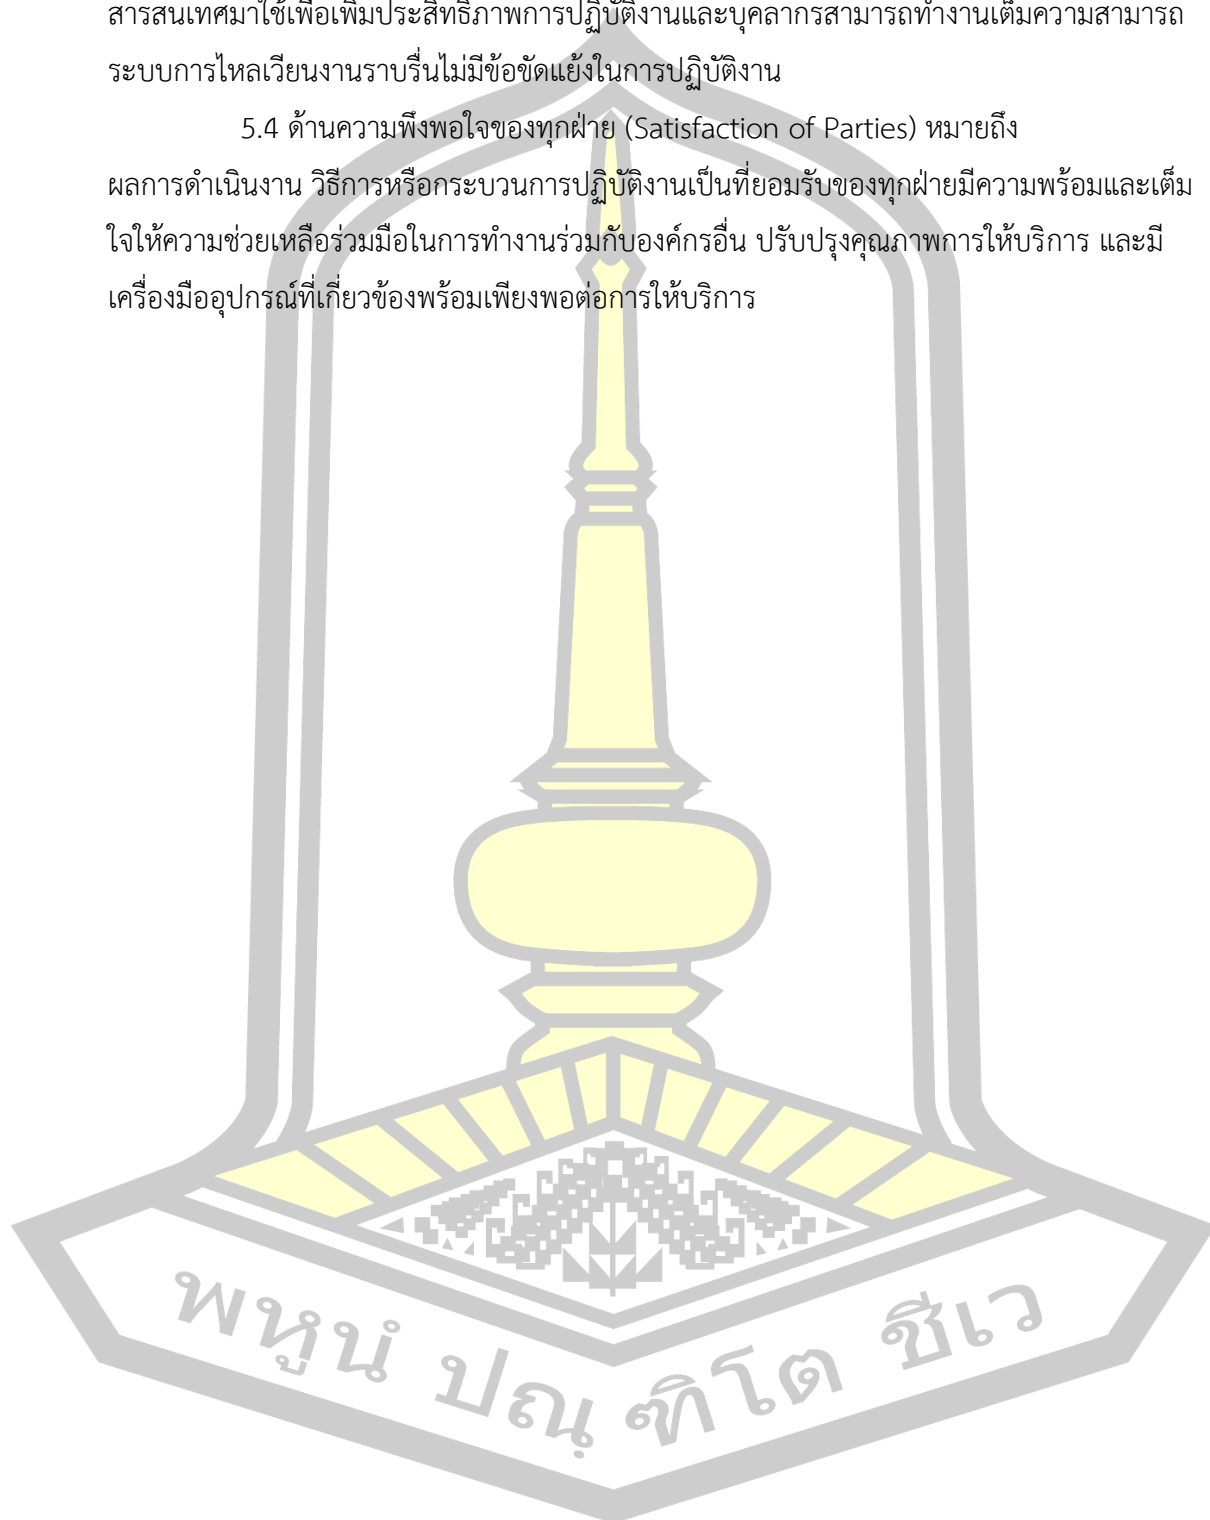 สารสนเทศมาใช้เพื่อเพิ่มประสิทธิภาพการปฏิบัติงานและบุคลากรสามารถทำงานเต็มความสามารถ
ระบบการไหลเวียนงานราบรื่นไม่มีข้อขัดแย้งในการปฏิบัติงาน
5.4 ด้านความพึงพอใจของทุกฝ่าย (Satisfaction of Parties) หมายถึง
ผลการดำเนินงาน วิธีการหรือกระบวนการปฏิบัติงานเป็นที่ยอมรับของทุกฝ่ายมีความพร้อมและเต็ม
ใจให้ความช่วยเหลือร่วมมือในการทำงานร่วมกับองค์กรอื่น ปรับปรุงคุณภาพการให้บริการ และมี
เครื่องมืออุปกรณ์ที่เกี่ยวข้องพร้อมเพียงพอต่อการให้บริการ
พหูนํ ปณฺ ฑิโต ชีเว